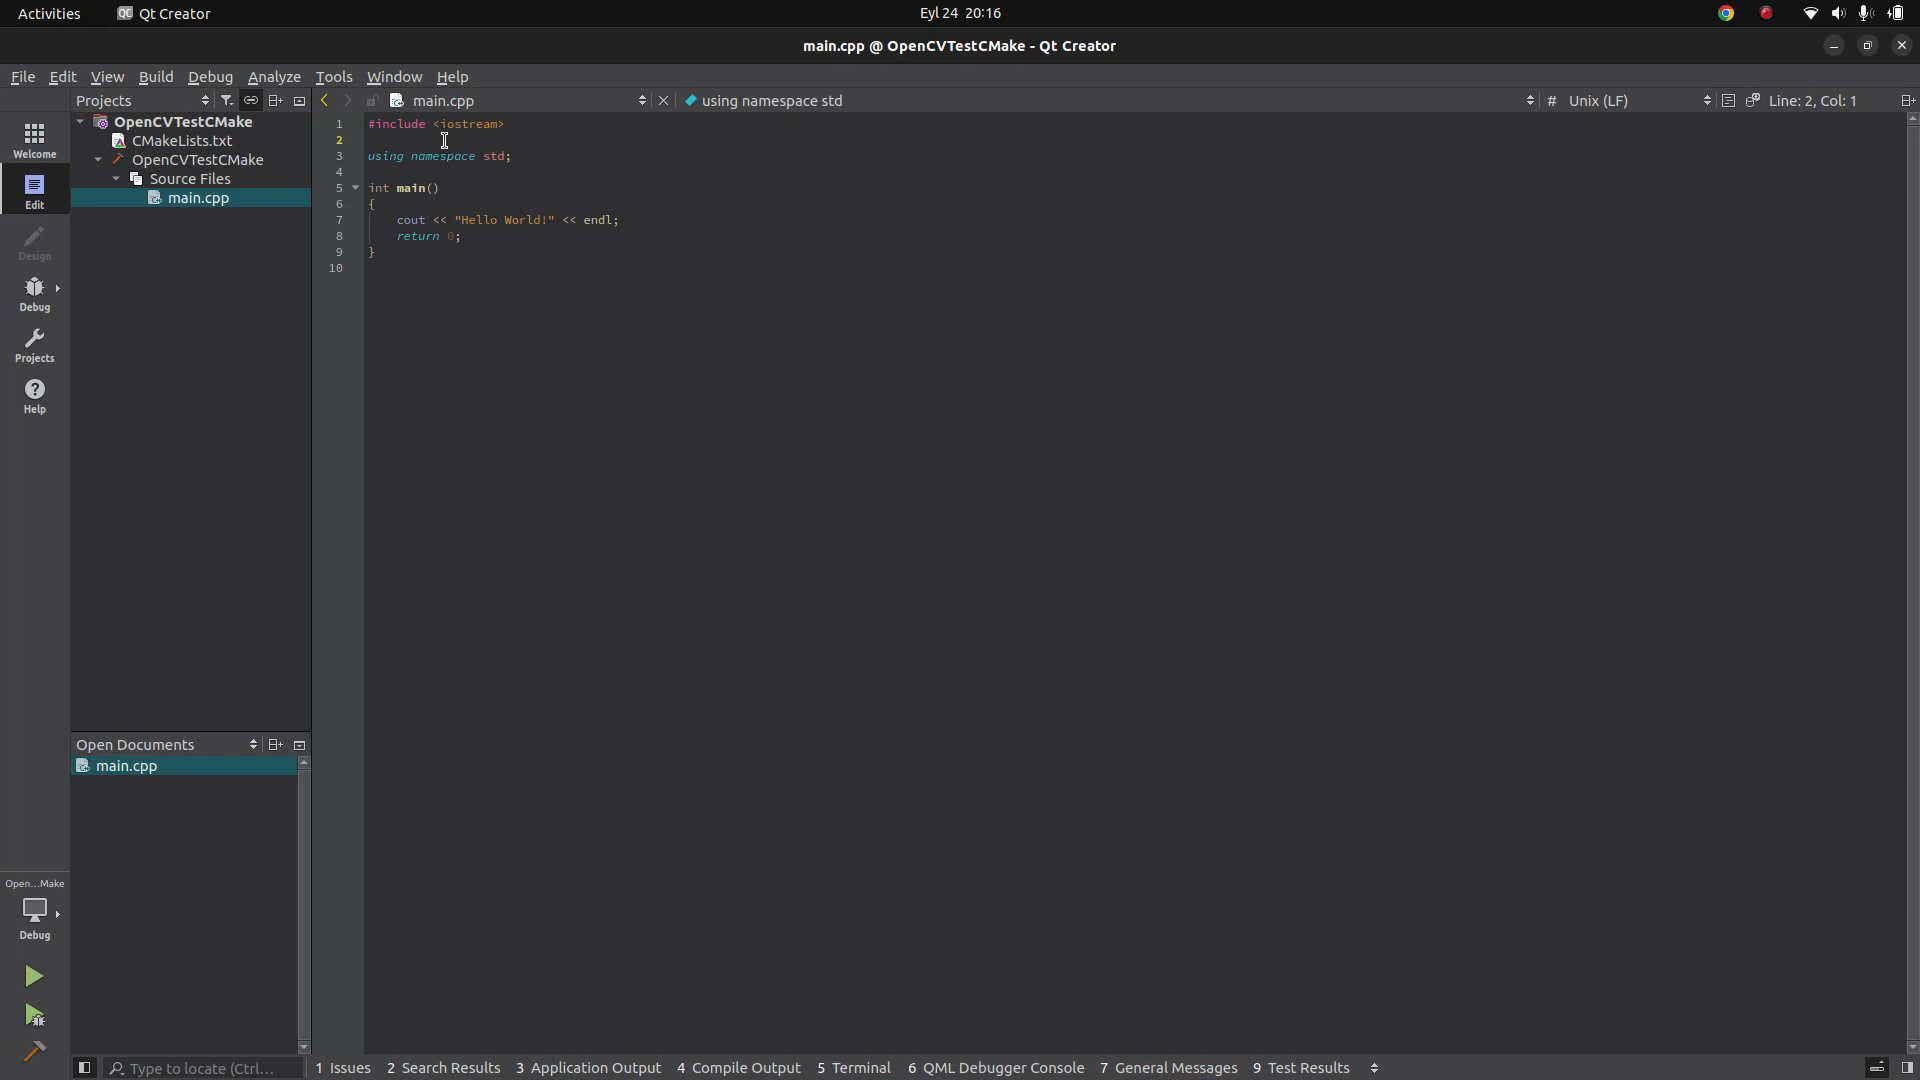 Activities
Qt Creator
Eyl 24 20:16
main.cpp @ OpenCVTestCMake - Qt Creator
File Edit View Build Debug Analyze Tools Window Help
Projects
main.cpp
using namespace std
# Unix (LF)
Line: 2, Col: 1
Welcome
Edit
Design
Debug
Projects
Help
OpenCVTestCMake
CMakeLists.txt
OpenCVTestCMake
Source Files
main.cpp
1 #include <iostream>
2
3 using namespace std;
4
5 int main()
6 {
7 cout << "Hello World!" << endl;
8 return 0;
9 }
10
Open Documents
main.cpp
Open...Make
Debug
Type to locate (Ctrl...
1 Issues 2 Search Results 3 Application Output 4 Compile Output 5 Terminal 6 QML Debugger Console 7 General Messages 9 Test Results